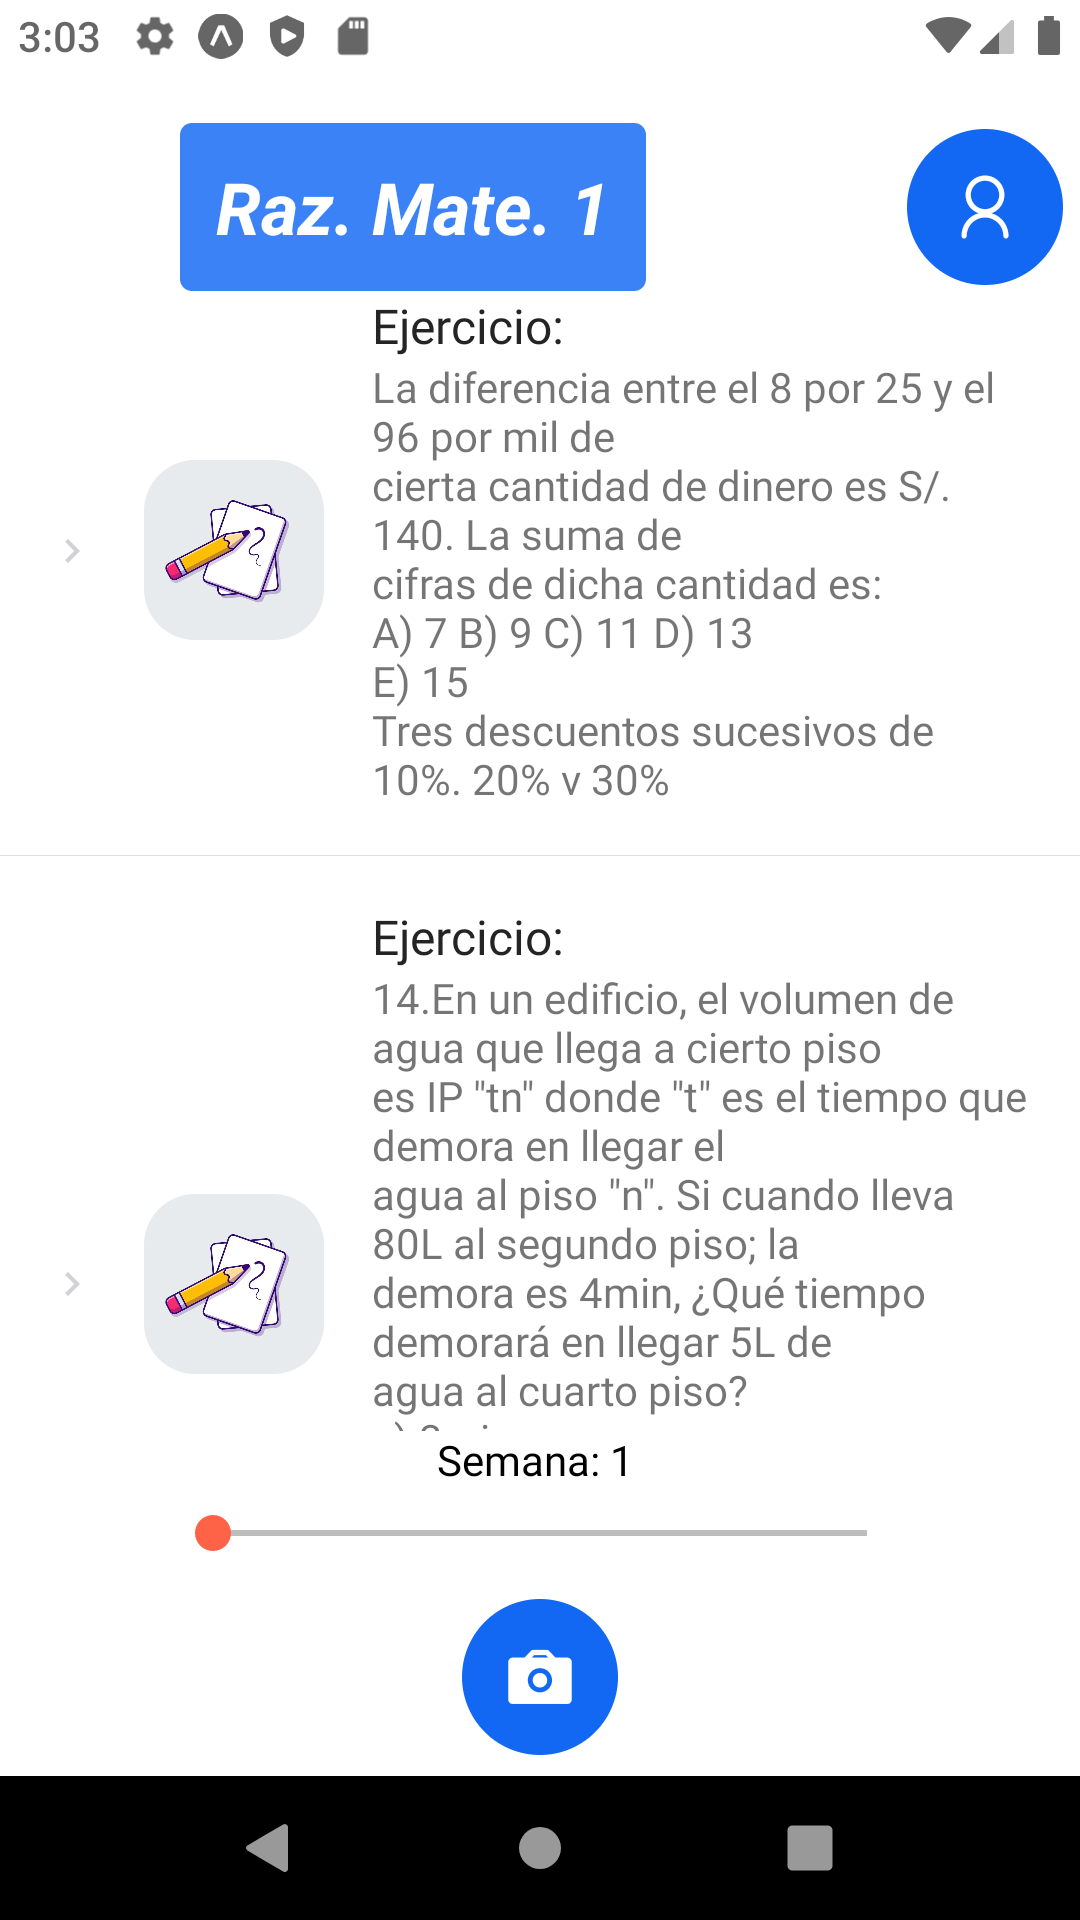 3:03
Raz. Mate. 1
Ejercicio:
La diferencia entre el 8 por 25 y el
96 por mil de
cierta cantidad de dinero es S/.
140. La suma de
cifras de dicha cantidad es:
A) 7 B) 9 C) 11 D) 13
E) 15
Tres descuentos sucesivos de
10%. 20% v 30%
Ejercicio:
14.En un edificio, el volumen de
agua que llega a cierto piso
es IP "tn" donde "t" es el tiempo que
demora en llegar el
agua al piso "n". Si cuando lleva
80L al segundo piso; la
demora es 4min, ¿Qué tiempo
demorará en llegar 5L de
agua al cuarto piso?
Semana: 1